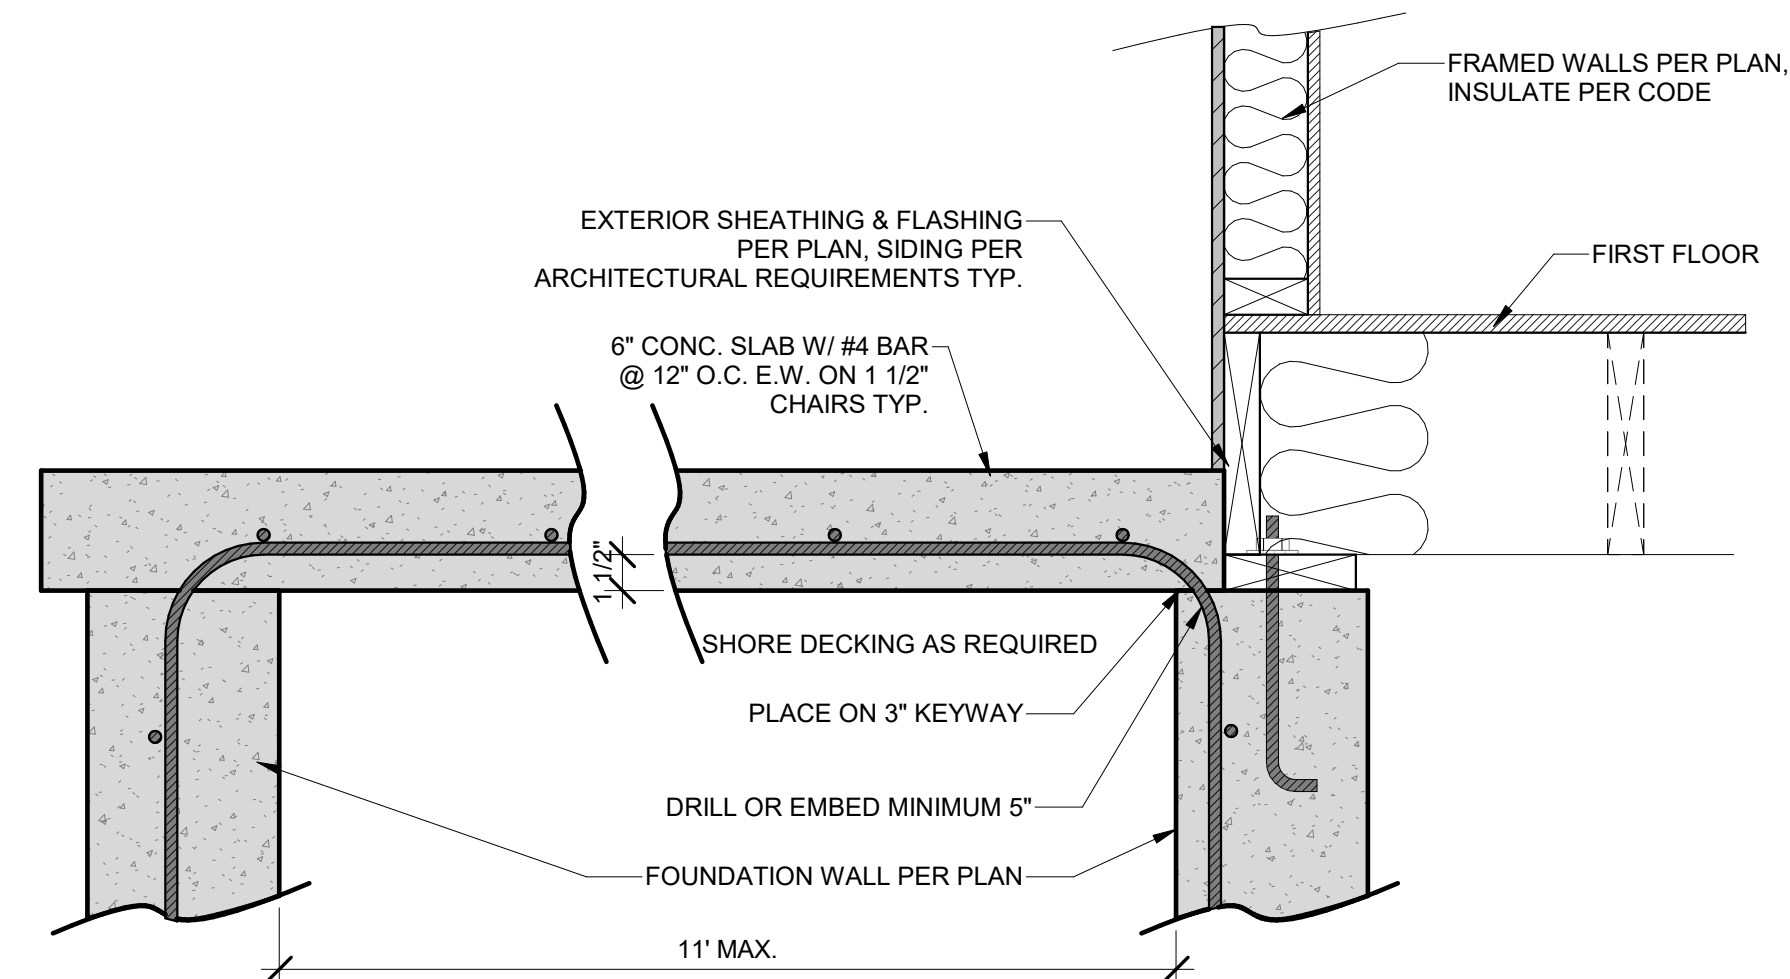 FRAMED WALLS PER PLAN,
INSULATE PER CODE
EXTERIOR SHEATHING & FLASHING
PER PLAN, SIDING PER
ARCHITECTURAL REQUIREMENTS TYP.
FIRST FLOOR
6" CONC. SLAB W/ #4 BAR
@ 12" O.C. E.W. ON 1 1/2"
CHAIRS TYP.
1 1/2"
SHORE DECKING AS REQUIRED
PLACE ON 3" KEYWAY
DRILL OR EMBED MINIMUM 5"
FOUNDATION WALL PER PLAN
11' MAX.